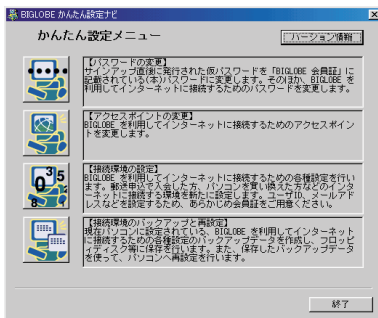 BIGLOBE かんたん設定ナビ
かんたん設定メニュー
バージョン情報
【パスワードの変更】
サインアップ直後に発行された仮パスワードを「BIGLOBE 会員証」に
記載されている(本)パスワードに変更します。そのほか、BIGLOBE を
利用してインターネットに接続するためのパスワードを変更します。
【アクセスポイントの変更】
BIGLOBE を利用してインターネットに接続するためのアクセスポイン
トを変更します。
【接続環境の設定】
BIGLOBE を利用してインターネットに接続するための各種設定を行い
ます。郵送申込で入会した方、パソコンを買い換えた方などのインタ
ーネットに接続する環境を新たに設定します。ユーザID、メールアド
レスなどを設定するため、あらかじめ会員証をご用意ください。
【接続環境のバックアップと再設定】
現在パソコンに設定されている、BIGLOBE を利用してインターネット
に接続するための各種設定のバックアップデータを作成し、フロッピ
ィディスク等に保存を行います。また、保存したバックアップデータ
を使って、パソコンへ再設定を行います。
終了